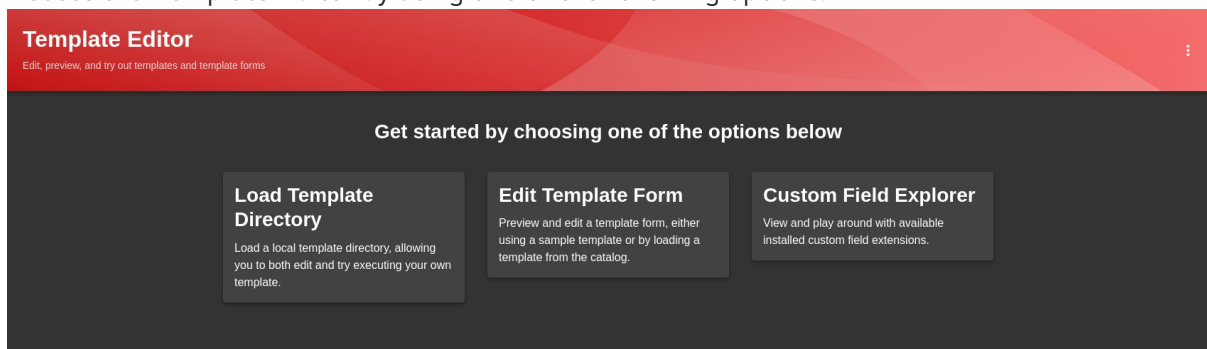 Template Editor
Edit, preview, and try out templates and template forms
Get started by choosing one of the options below
Load Template
Directory
Load a local template directory, allowing
you to both edit and try executing your own
template.
Edit Template Form
Preview and edit a template form, either
using a sample template or by loading a
template from the catalog.
Custom Field Explorer
View and play around with available
installed custom field extensions.